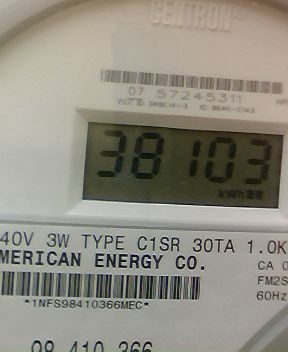 CENTRON
07 57245311
38103
kWh
40V 3W TYPE C1SR 30TA 1.0K
MERICAN ENERGY CO.
CA 0
FM2S
60Hz
*1NFS98410366MEC*
98 410 366